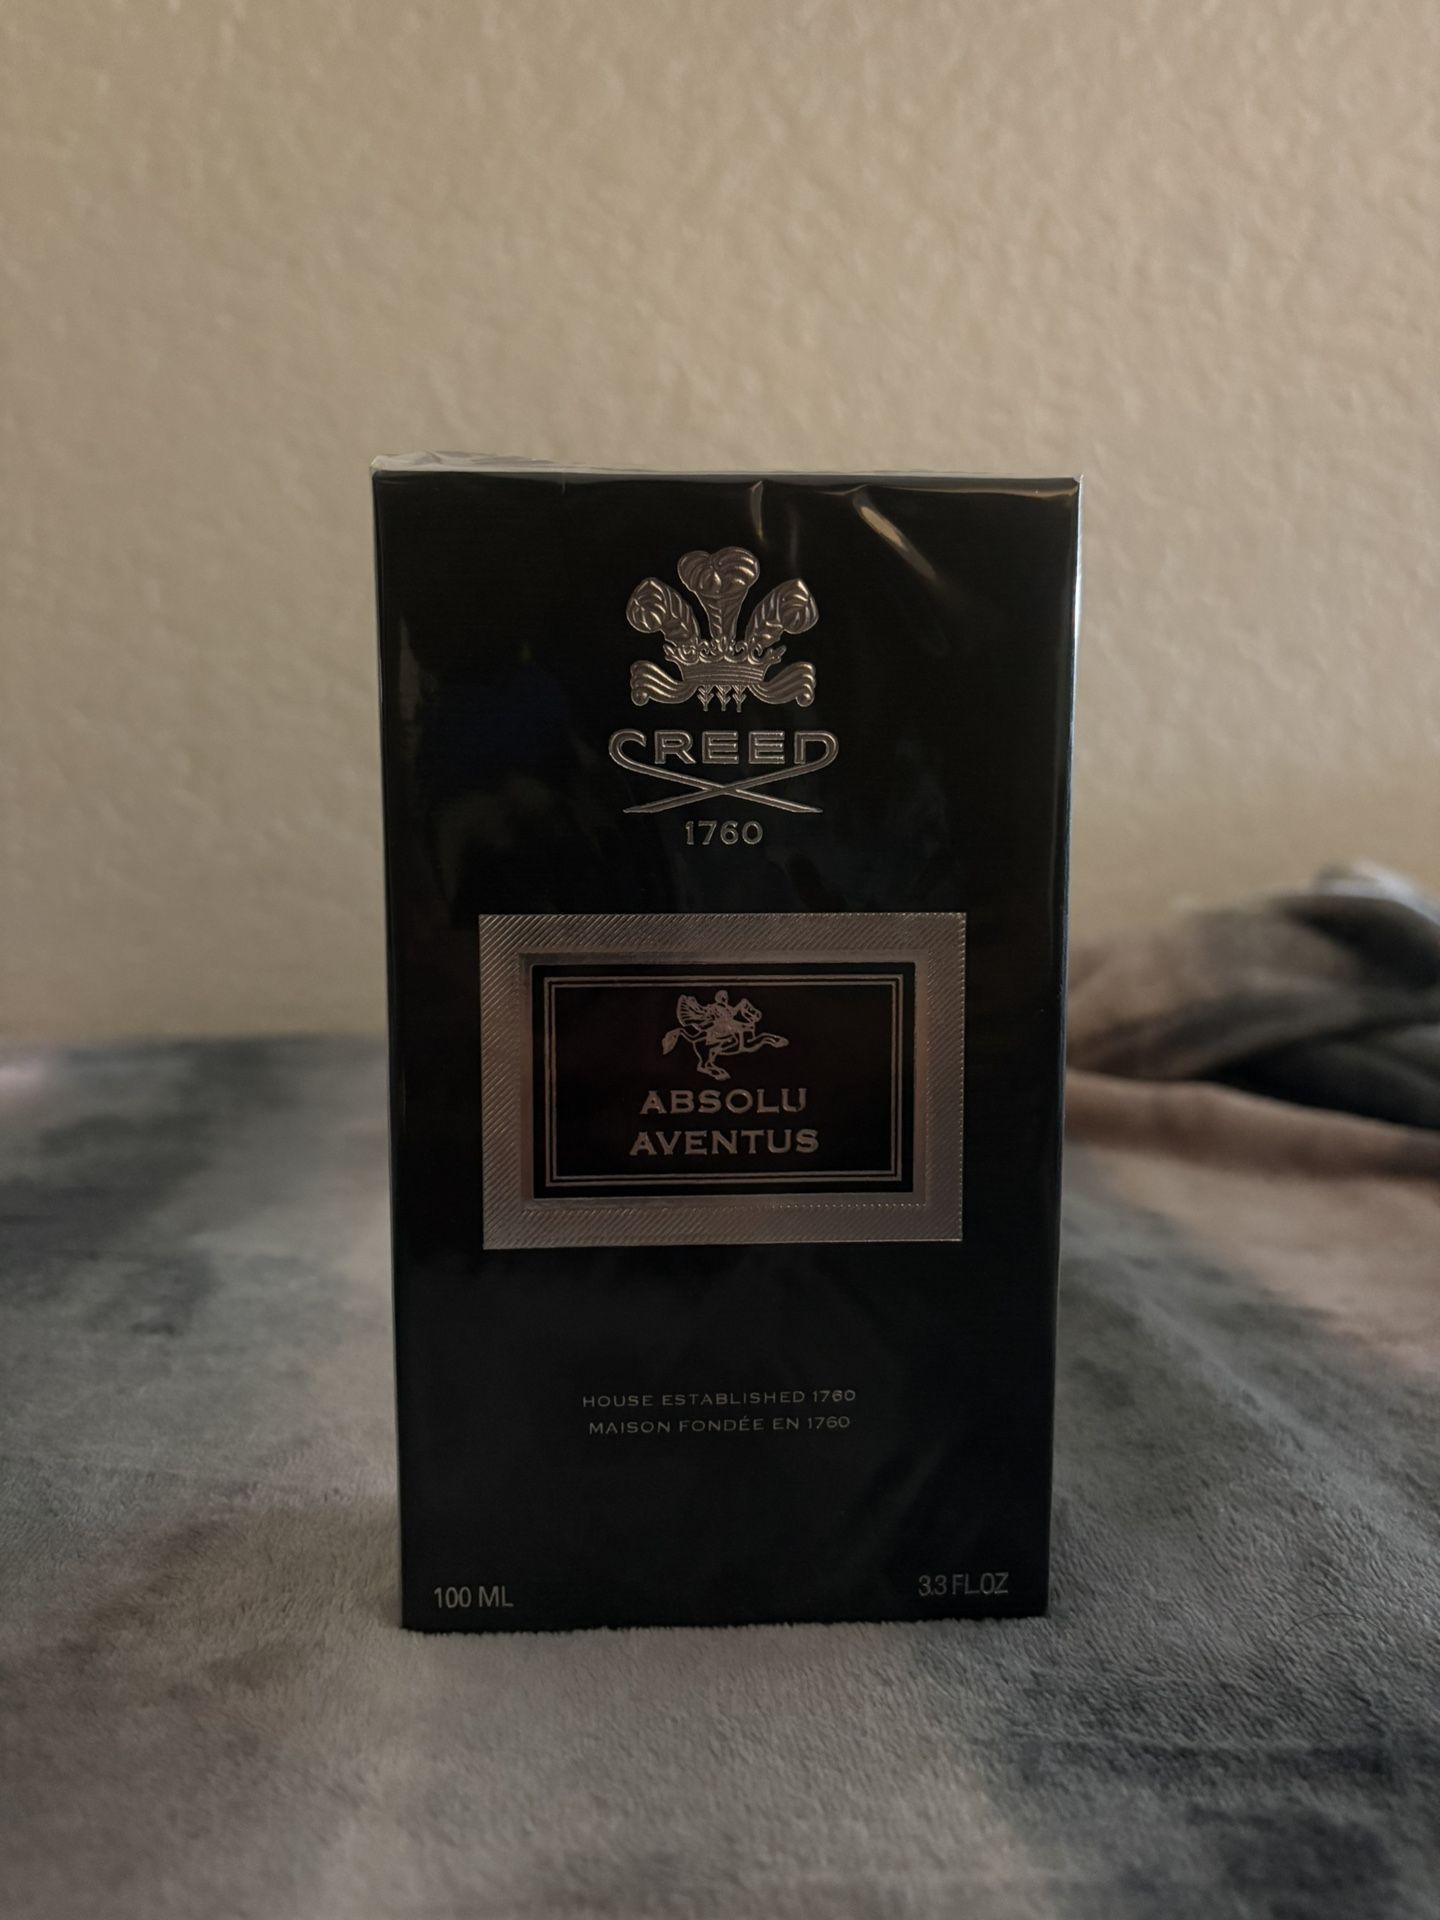 CREED
1760
ABSOLU
AVENTUS
HOUSE ESTABLISHED 1760
MAISON FONDÉE EN 1760
100 ML
3.3 FL.OZ